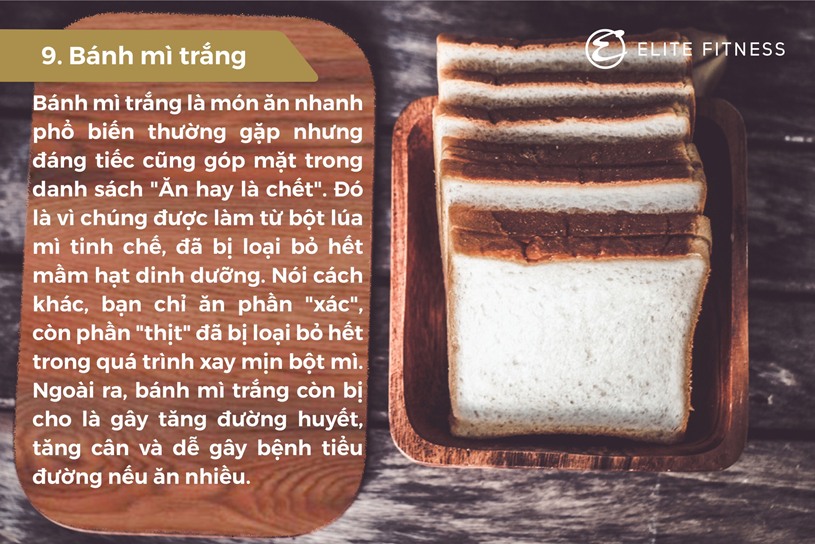 9. Bánh mì trắng
ELITE FITNESS
Bánh mì trắng là món ăn nhanh
phổ biến thường gặp nhưng
đáng tiếc cũng góp mặt trong
danh sách "Ăn hay là chết". Đó
là vì chúng được làm từ bột lúa
mì tinh chế, đã bị loại bỏ hết
mầm hạt dinh dưỡng. Nói cách
khác, bạn chỉ ăn phần "xác",
còn phần "thịt" đã bị loại bỏ hết
trong quá trình xay mịn bột mì.
Ngoài ra, bánh mì trắng còn bị
cho là gây tăng đường huyết,
tăng cân và dễ gây bệnh tiểu
đường nếu ăn nhiều.